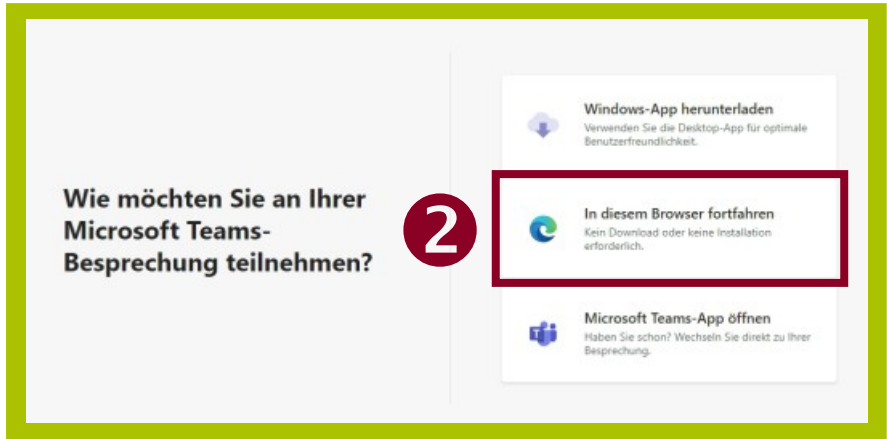 Wie möchten Sie an Ihrer
Microsoft Teams-
Besprechung teilnehmen?
2
Windows-App herunterladen
Verwenden Sie die Desktop-App für optimale
Benutzerfreundlichkeit.
In diesem Browser fortfahren
Kein Download oder keine Installation
erforderlich.
Microsoft Teams-App öffnen
Haben Sie schon? Wechseln Sie direkt zu Ihrer
Besprechung.